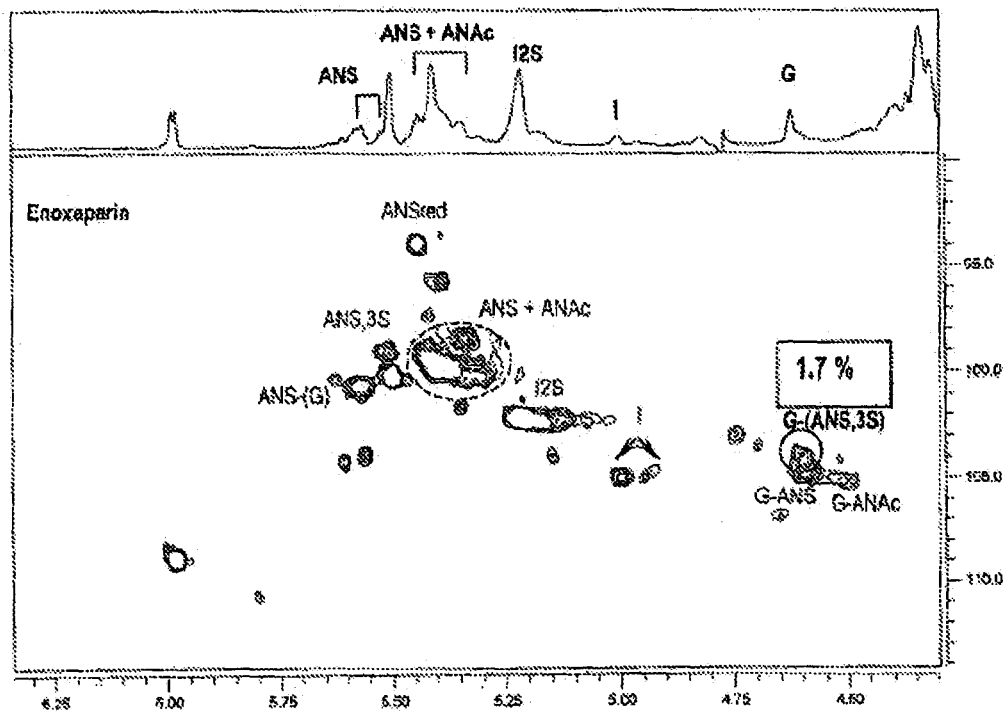 ANS + ANAc
I2S
ANS
I
G
Enoxaparin
ANSred
ANS + ANAc
ANS,3S
95.0
ANS-(G)
I2S
I
1.7 %
100.0
G-(ANS,3S)
G-ANS
G-ANAc
105.0
110.0
6.25 6.00 5.75 5.50 5.25 5.00 4.75 4.50